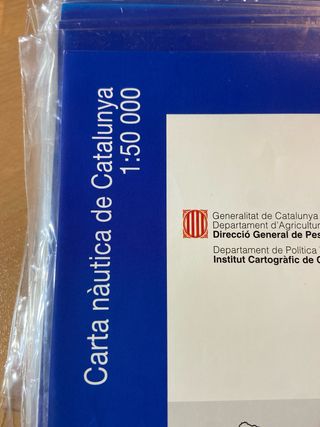 Carta nàutica de Catalunya
1:50 000
Generalitat de Catalunya
Departament d'Agricultur
Direcció General de Pes
Departament de Política
Institut Cartogràfic de C